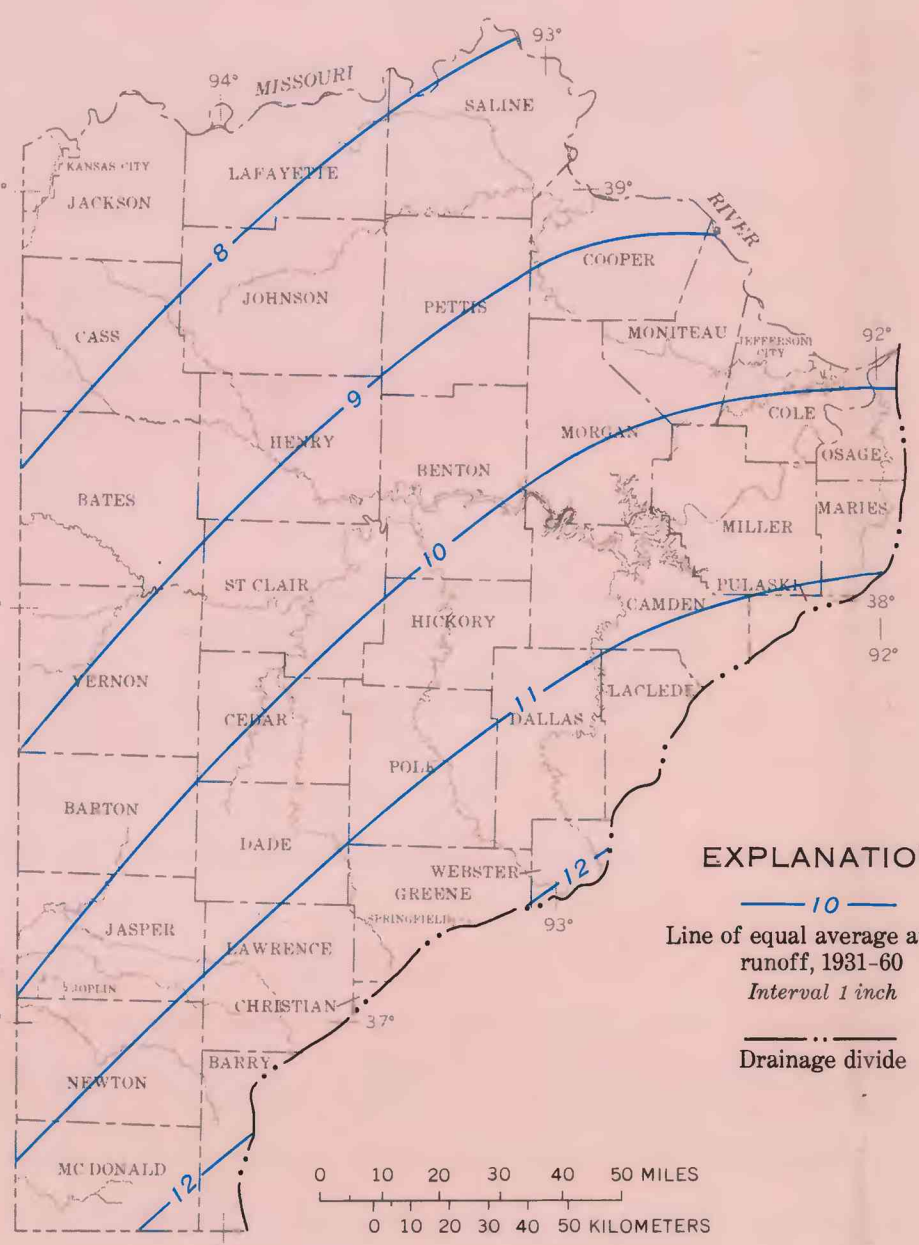 93°
94°
MISSOURI
SALINE
KANSAS CITY
JACKSON
LAFAYETTE
39°
RIVER
8
COOPER
JOHNSON
PETTIS
CASS
MONITEAU
JEFFERSON
CITY
92°
9
COLE
HENRY
MORGAN
BENTON
OSAGE
BATES
MARIES
MILLER
10
ST CLAIR
PULASKI
CAMDEN
38°
HICKORY
92°
VERNON
LACLEDE
11
CEDAR
DALLAS
POLK
BARTON
DADE
WEBSTER
12
GREENE
SPRINGFIELD
93°
JASPER
LAWRENCE
JOPLIN
CHRISTIAN
37°
BARRY
NEWTON
MC DONALD
12
EXPLANATIO
10
Line of equal average a
runoff, 1931-60
Interval 1 inch
Drainage divide
0 10 20 30 40 50 MILES
0 10 20 30 40 50 KILOMETERS